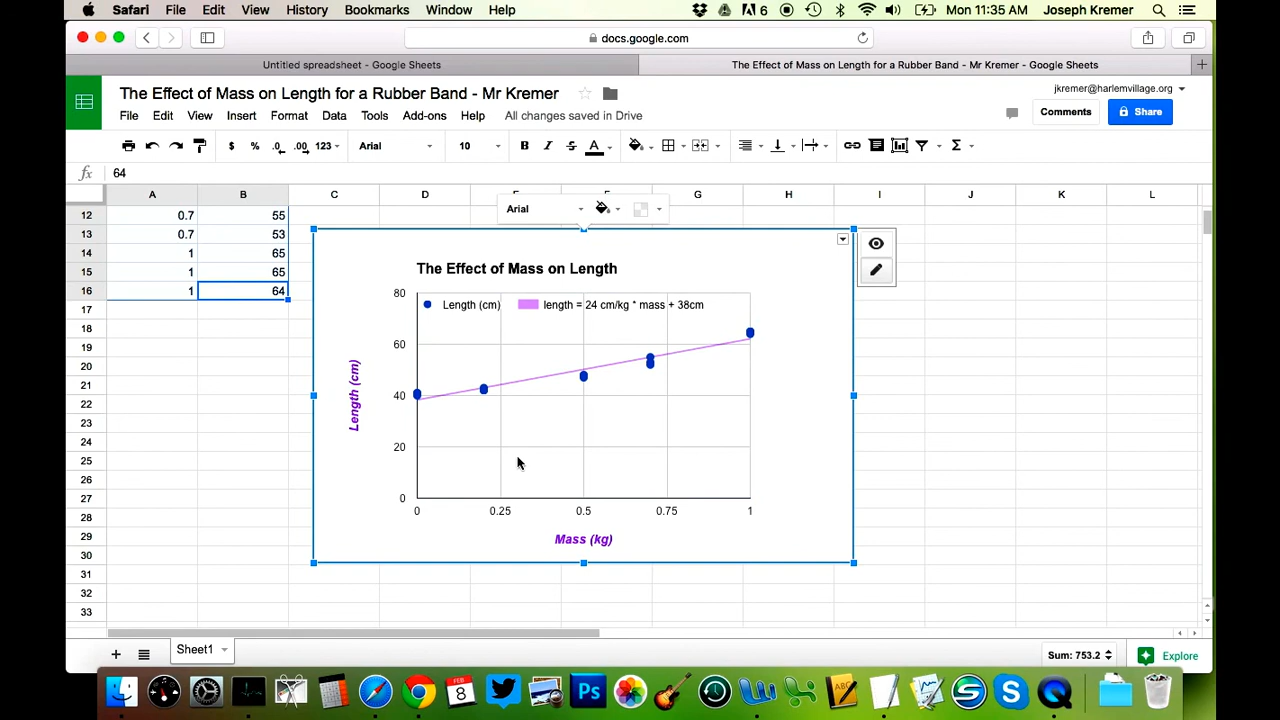 Safari File Edit View History Bookmarks Window Help 6 Mon 11:35 AM Joseph Kremer
docs.google.com
Untitled spreadsheet - Google Sheets The Effect of Mass on Length for a Rubber Band - Mr Kremer - Google Sheets
The Effect of Mass on Length for a Rubber Band - Mr Kremer jkremer@harlemvillage.org
File Edit View Insert Format Data Tools Add-ons Help All changes saved in Drive Comments Share
$ % .0 .00 123 Arial 10 B I S A
fx 64
A B C D E F G H I J K L
Arial
12 0.7 55
13 0.7 53
14 1 65
15 1 65
16 1 64
17
18
19
20
21
22
23
24
25
26
27
28
29
30
31
32
33
The Effect of Mass on Length
Length (cm) length = 24 cm/kg * mass + 38cm
80
60
40
20
0
Length (cm)
0 0.25 0.5 0.75 1
Mass (kg)
Sheet1 Sum: 753.2 Explore
FEB
8
Ps
ABC